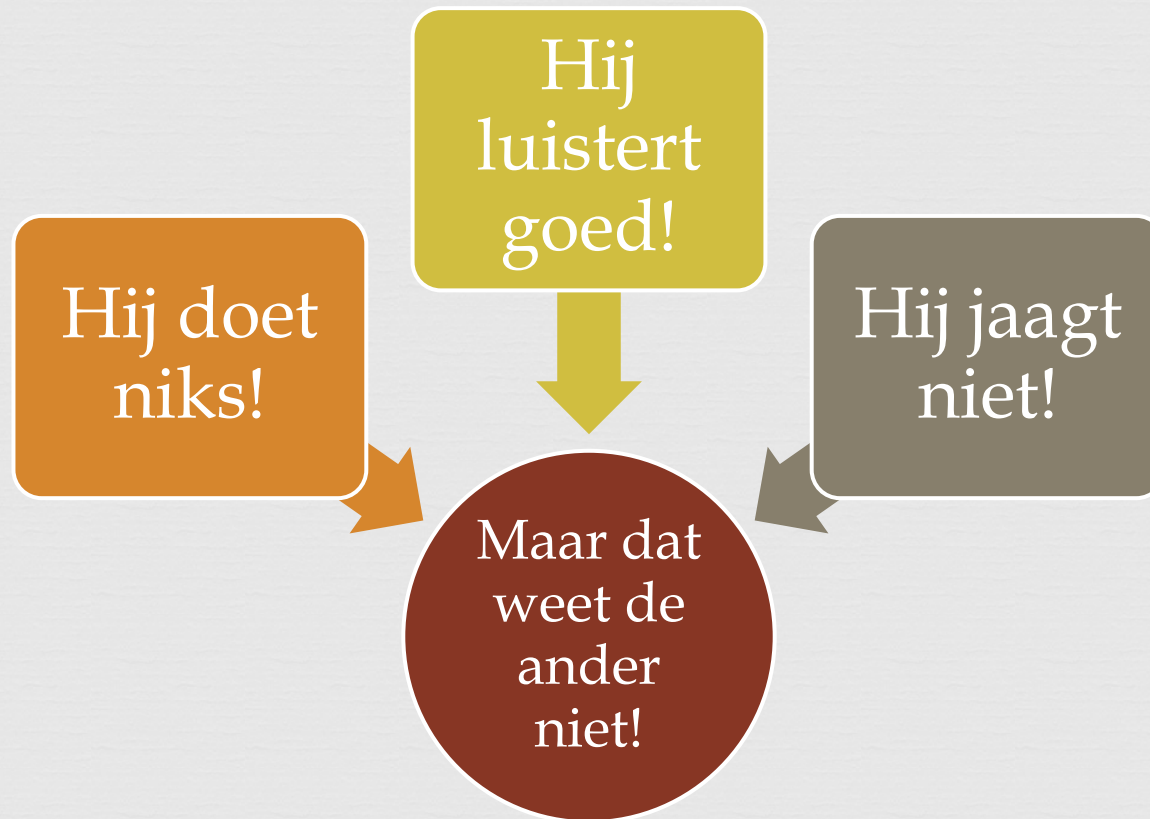 Hij
luistert
goed!
Hij doet
niks!
Hij jaagt
niet!
Maar dat
weet de
ander
niet!